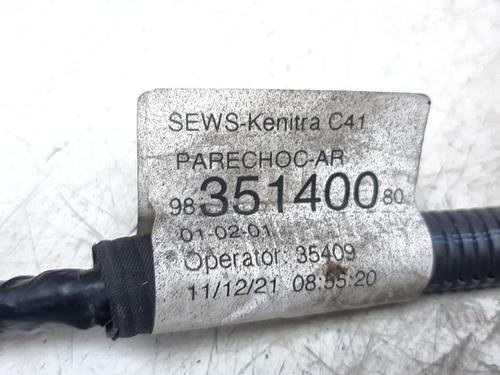 SEWS-Kenitra C41
PARECHOC-AR
98 351400 80
01-02-01
Operator: 35409
11/12/21 08:55:20